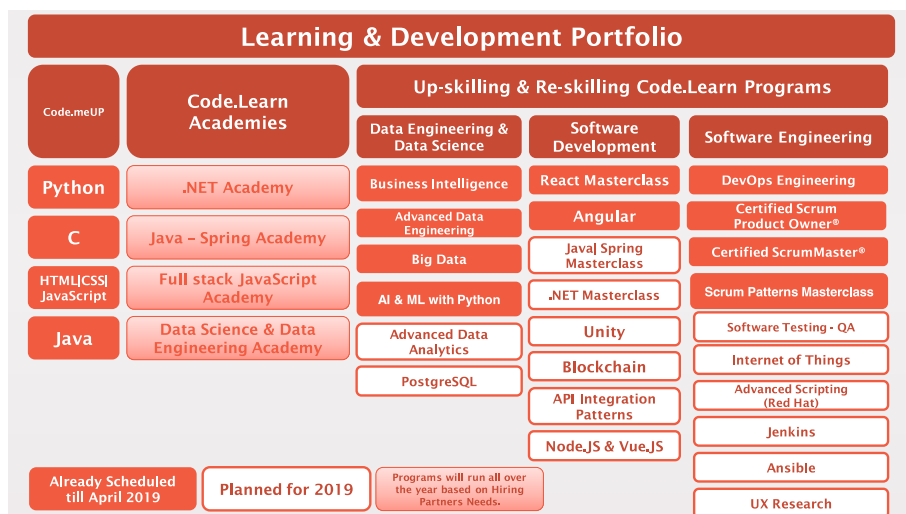 Learning & Development Portfolio
Code.meUP
Code.Learn
Academies
Up-skilling & Re-skilling Code.Learn Programs
Data Engineering &
Data Science
Software
Development
Software Engineering
Python
C
HTML|CSS|
JavaScript
Java
.NET Academy
Java – Spring Academy
Full stack JavaScript
Academy
Data Science & Data
Engineering Academy
Business Intelligence
Advanced Data
Engineering
Big Data
AI & ML with Python
Advanced Data
Analytics
PostgreSQL
React Masterclass
Angular
Java| Spring
Masterclass
.NET Masterclass
Unity
Blockchain
API Integration
Patterns
Node.JS & Vue.JS
DevOps Engineering
Certified Scrum
Product Owner®
Certified ScrumMaster®
Scrum Patterns Masterclass
Software Testing - QA
Internet of Things
Advanced Scripting
(Red Hat)
Jenkins
Ansible
UX Research
Already Scheduled
till April 2019
Planned for 2019
Programs will run all over
the year based on Hiring
Partners Needs.